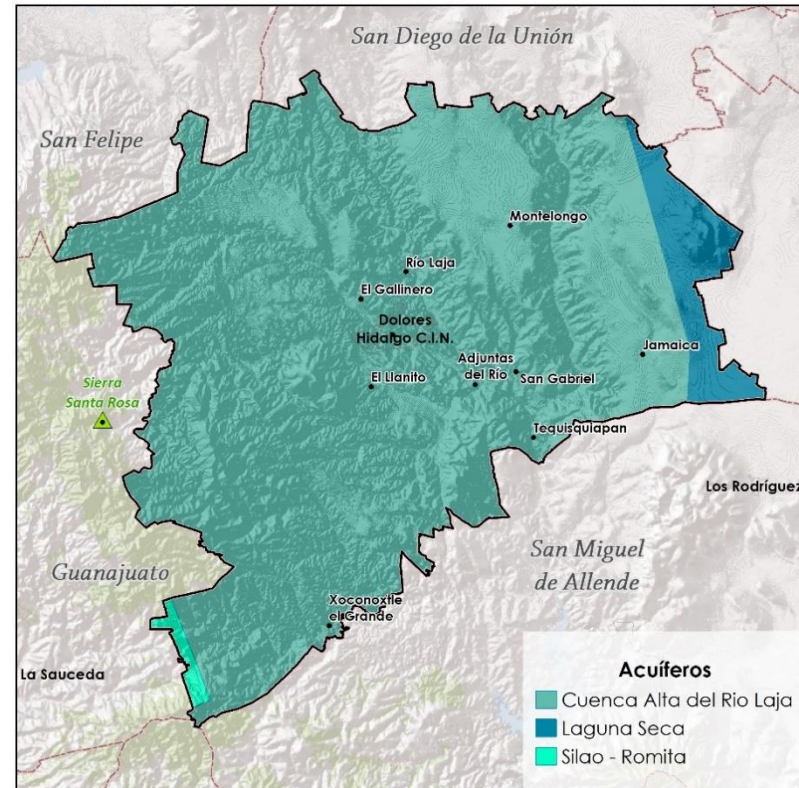 San Diego de la Unión
San Felipe
Montelongo
Río Laja
El Gallinero
Dolores
Hidalgo C.I.N.
Jamaica
Adjuntas
del Río
San Gabriel
El Llanito
Sierra
Santa Rosa
Tequisquiapan
Los Rodríguez
San Miguel
de Allende
Guanajuato
Xoconoxtle
el Grande
La Sauceda
Acuíferos
Cuenca Alta del Rio Laja
Laguna Seca
Silao - Romita